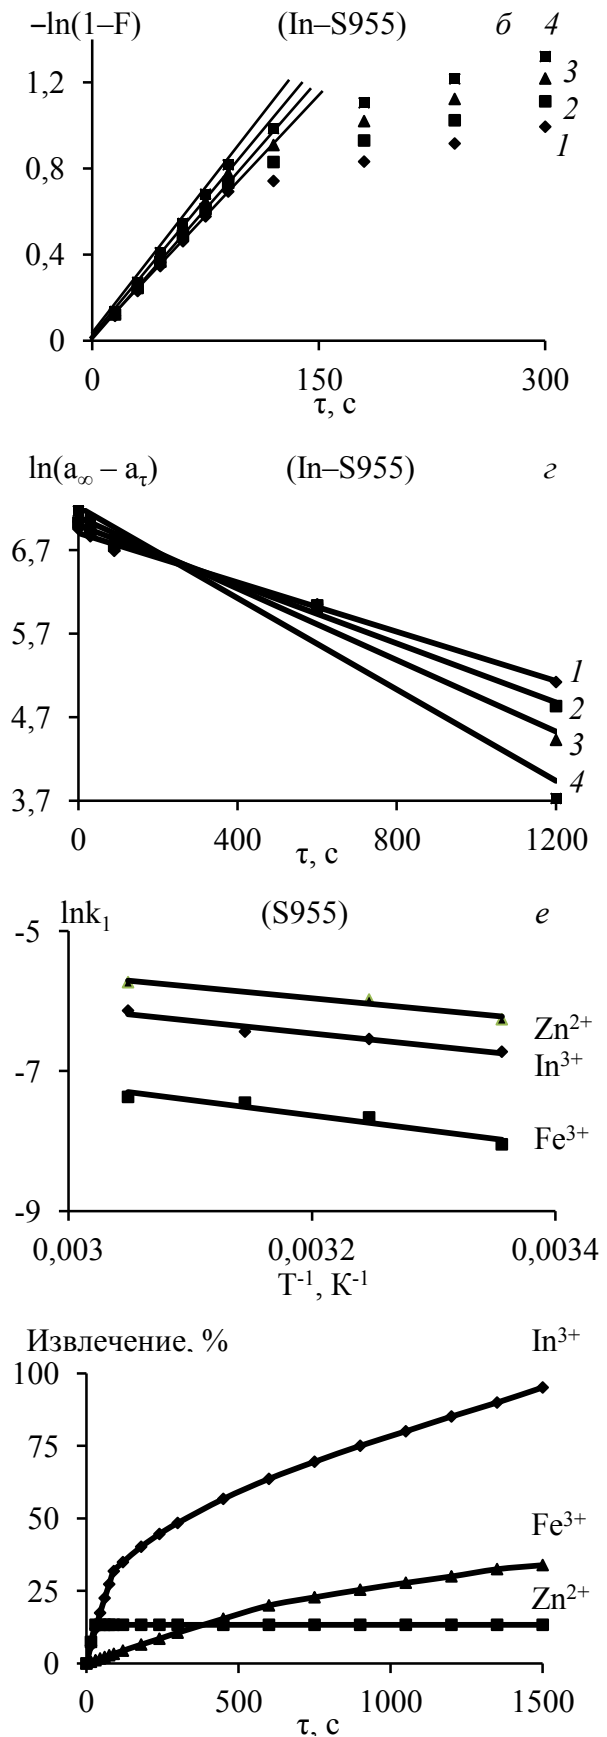 –ln(1–F) (In–S955) б 4
1,2
3
2
0,8
1
0,4
0
0 150 300
τ, с
ln(a∞ – aτ) (In–S955) г
6,7
5,7
1
2
4,7
3
4
3,7
0 400 800 1200
τ, с
lnk1 (S955) е
-5
Zn2+
-7
In3+
Fe3+
-9
0,003 0,0032 0,0034
T-1, K-1
Извлечение, % In3+
100
75
50
Fe3+
25
Zn2+
0
0 500 1000 1500
τ, с